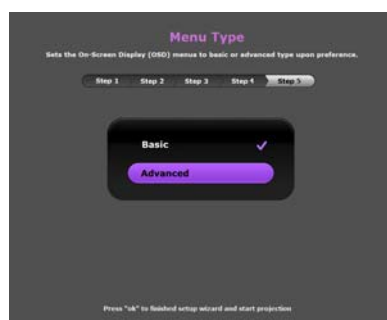 Menu Type
Sets the On-Screen Display (OSD) menus to basic or advanced type upon preference.
Step 1 Step 2 Step 3 Step 4 Step 5
Basic
Advanced
Press "ok" to finished setup wizard and start projection